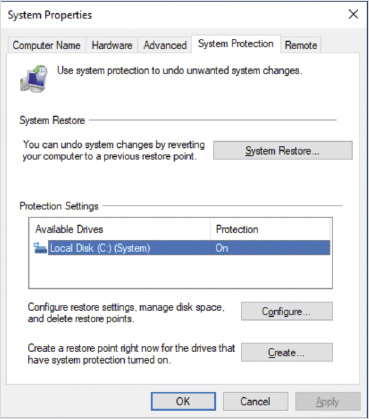 System Properties
Computer Name Hardware Advanced System Protection Remote
Use system protection to undo unwanted system changes.
System Restore
You can undo system changes by reverting
your computer to a previous restore point.
System Restore...
Protection Settings
Available Drives Protection
Local Disk (C:) (System) On
Configure restore settings, manage disk space,
and delete restore points.
Configure...
Create a restore point right now for the drives that
have system protection turned on.
Create...
OK Cancel Apply